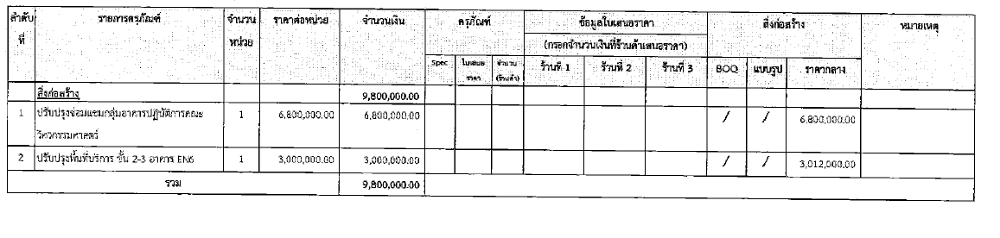 ลำดับที่ รายการครุภัณฑ์ จำนวนหน่วย ราคาต่อหน่วย จำนวนเงิน ครุภัณฑ์ ข้อมูลใบเสนอราคา สิ่งก่อสร้าง หมายเหตุ
(กรอกจำนวนเงินที่ร้านค้าเสนอราคา)
Spec ใบเสนอราคา จำนวน (ร้านค้า) ร้านที่ 1 ร้านที่ 2 ร้านที่ 3 BOQ แบบรูป ราคากลาง
สิ่งก่อสร้าง 9,800,000.00
1 ปรับปรุงซ่อมแซมกลุ่มอาคารปฏิบัติการคณะ 1 6,800,000.00 6,800,000.00 / / 6,800,000.00
วิศวกรรมศาสตร์
2 ปรับปรุงพื้นที่บริการ ชั้น 2-3 อาคาร EN6 1 3,000,000.00 3,000,000.00 / / 3,012,000.00
รวม 9,800,000.00